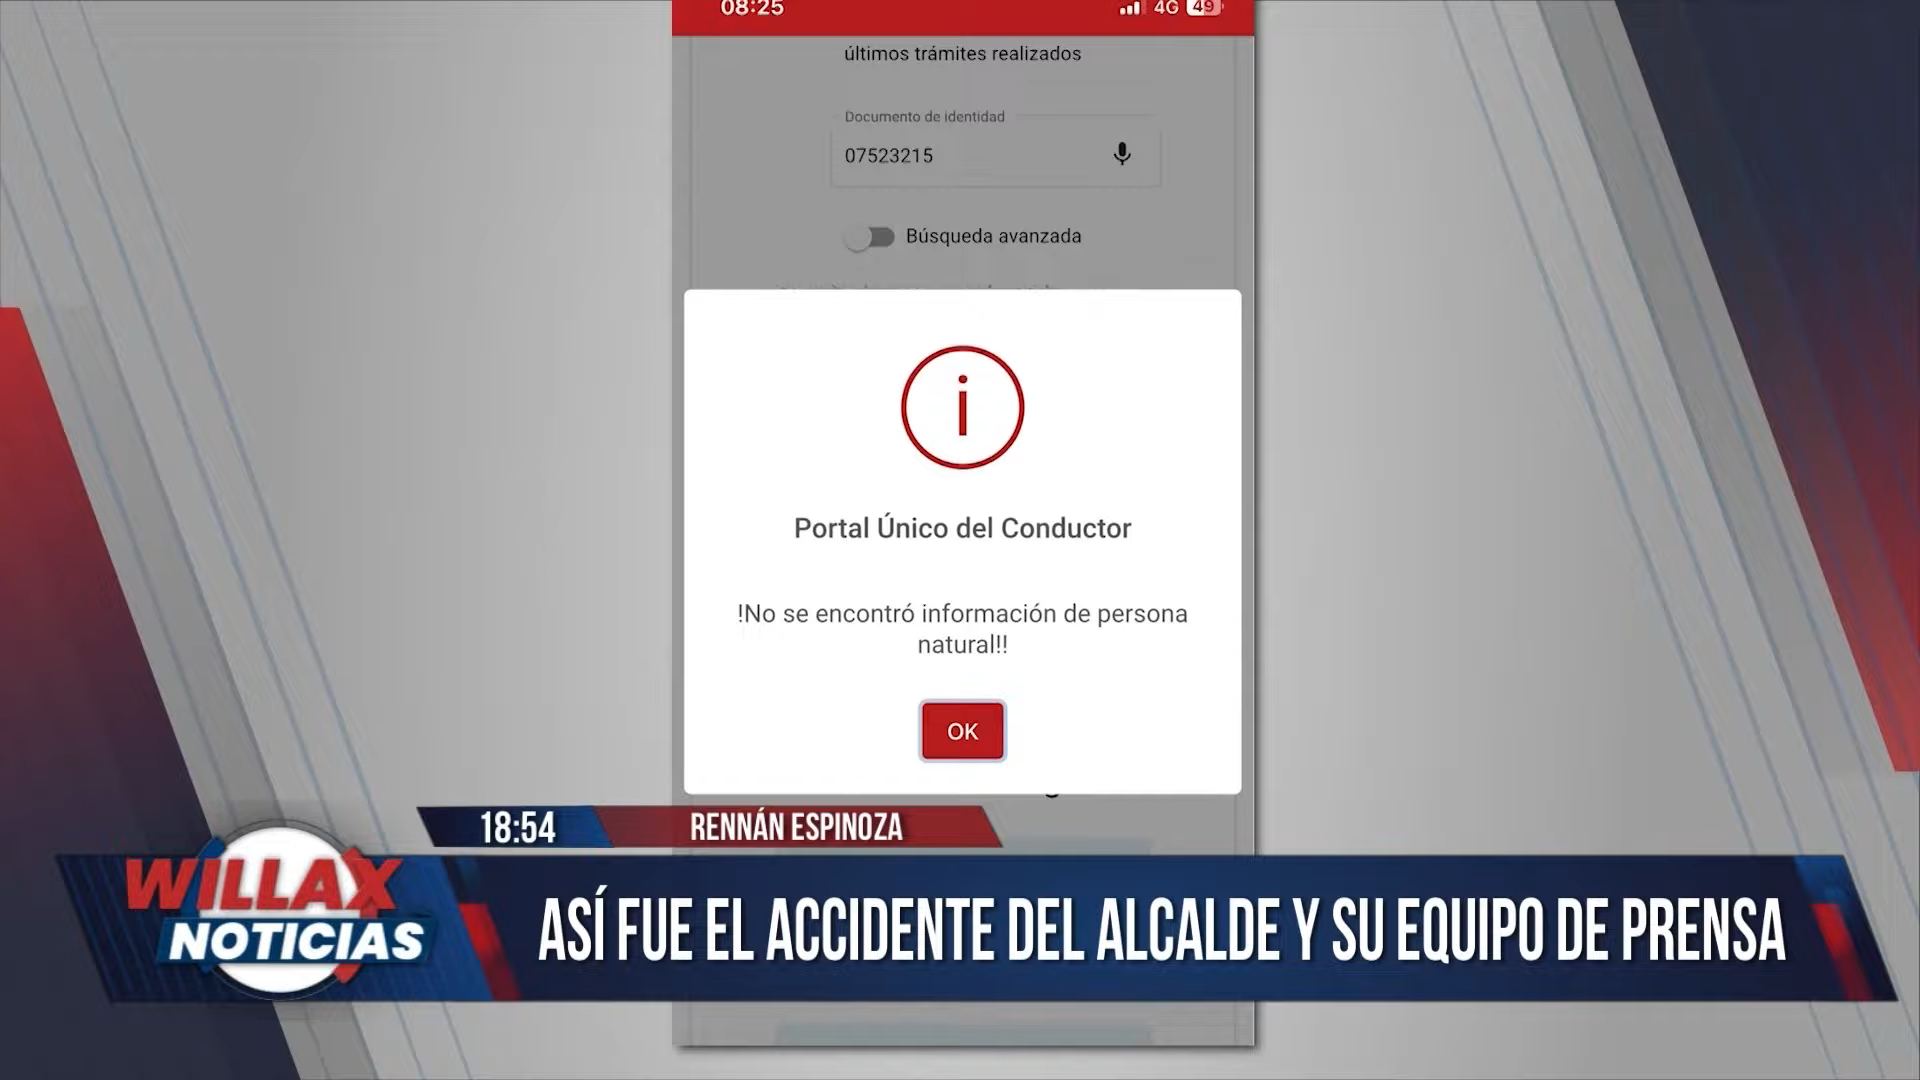 08:25
4G 49
últimos trámites realizados
Documento de identidad
07523215
Búsqueda avanzada
i
Portal Único del Conductor
!No se encontró información de persona
natural!!
OK
18:54
RENNÁN ESPINOZA
WILLAX
NOTICIAS
ASÍ FUE EL ACCIDENTE DEL ALCALDE Y SU EQUIPO DE PRENSA